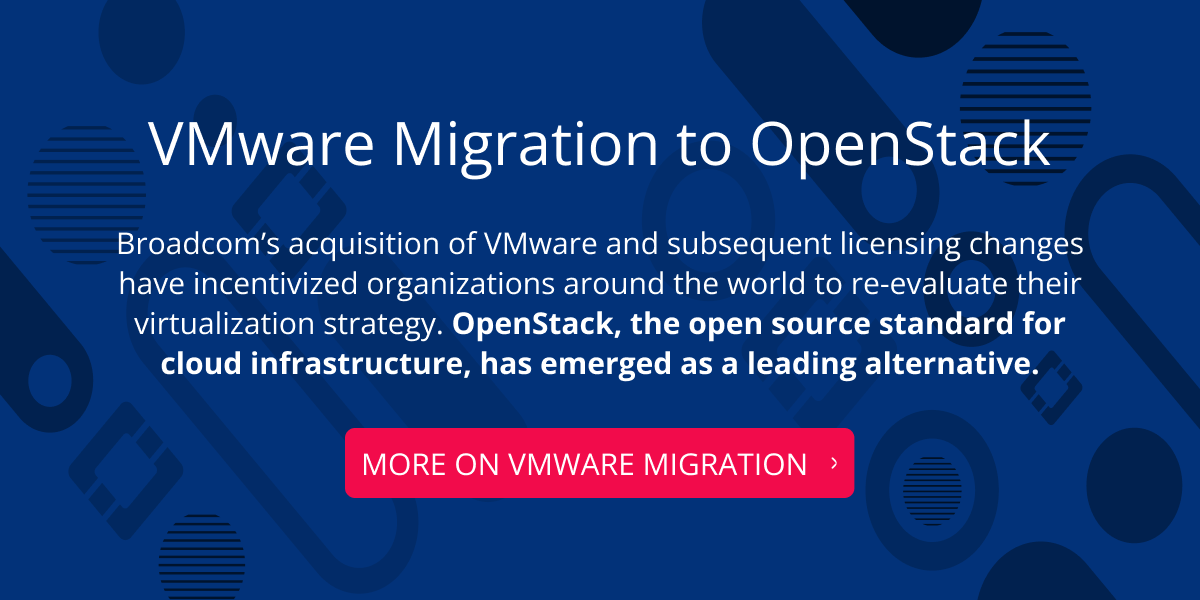 VMware Migration to OpenStack
Broadcom’s acquisition of VMware and subsequent licensing changes
have incentivized organizations around the world to re-evaluate their
virtualization strategy. OpenStack, the open source standard for
cloud infrastructure, has emerged as a leading alternative.
MORE ON VMWARE MIGRATION ›